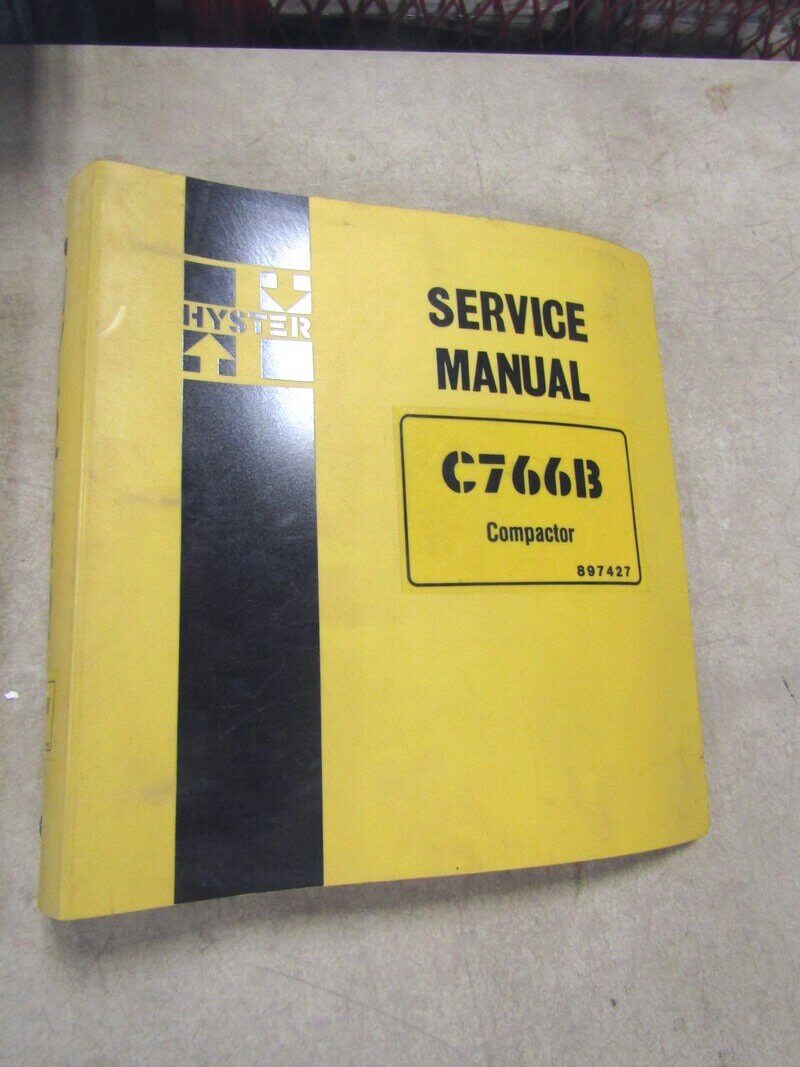 HYSTER
SERVICE
MANUAL
C766B
Compactor
897427